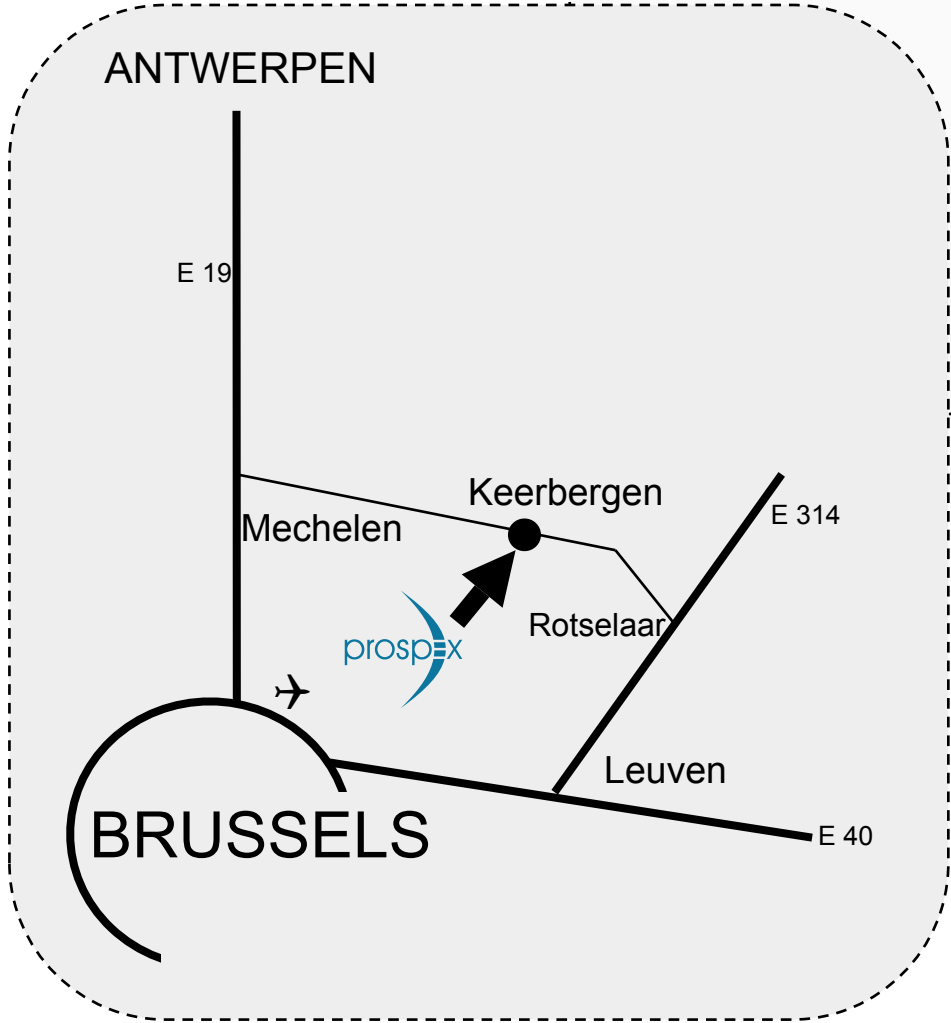 ANTWERPEN
E 19
Keerbergen
Mechelen
E 314
Rotselaar
prospex
Leuven
BRUSSELS
E 40